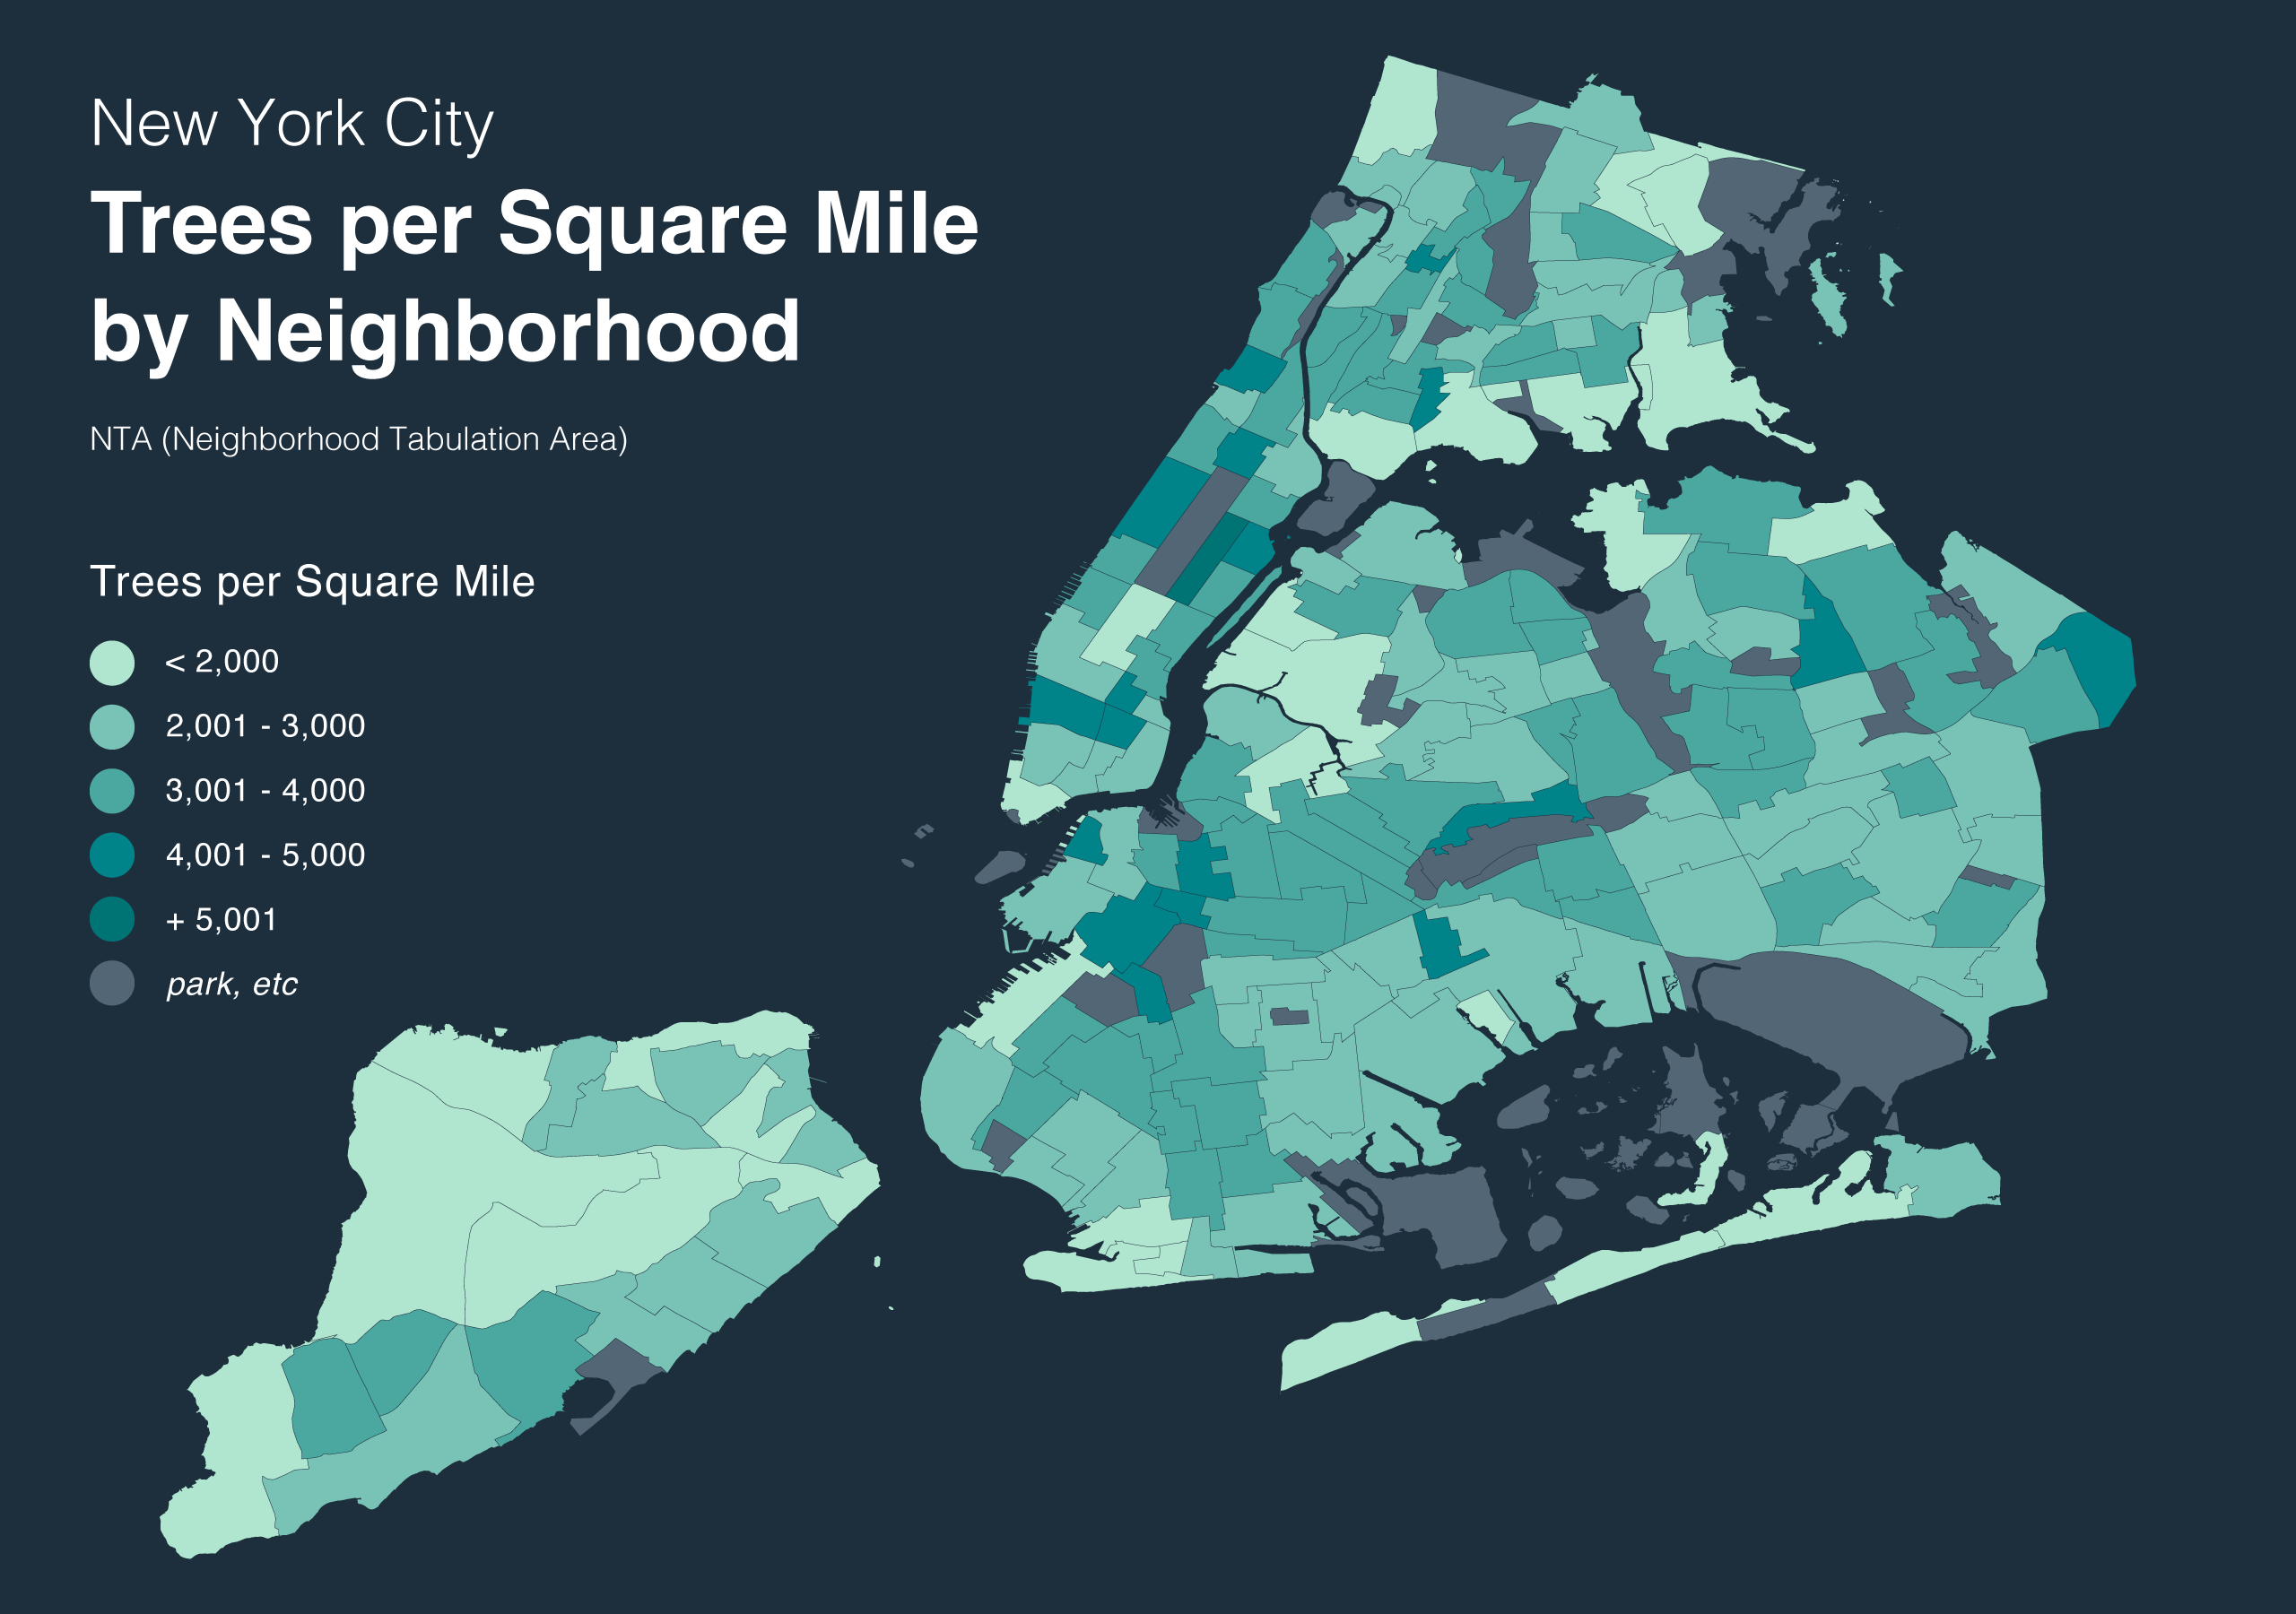 New York City
Trees per Square Mile
by Neighborhood
NTA (Neighborhood Tabulation Area)
Trees per Square Mile
< 2,000
2,001 - 3,000
3,001 - 4,000
4,001 - 5,000
+ 5,001
park, etc